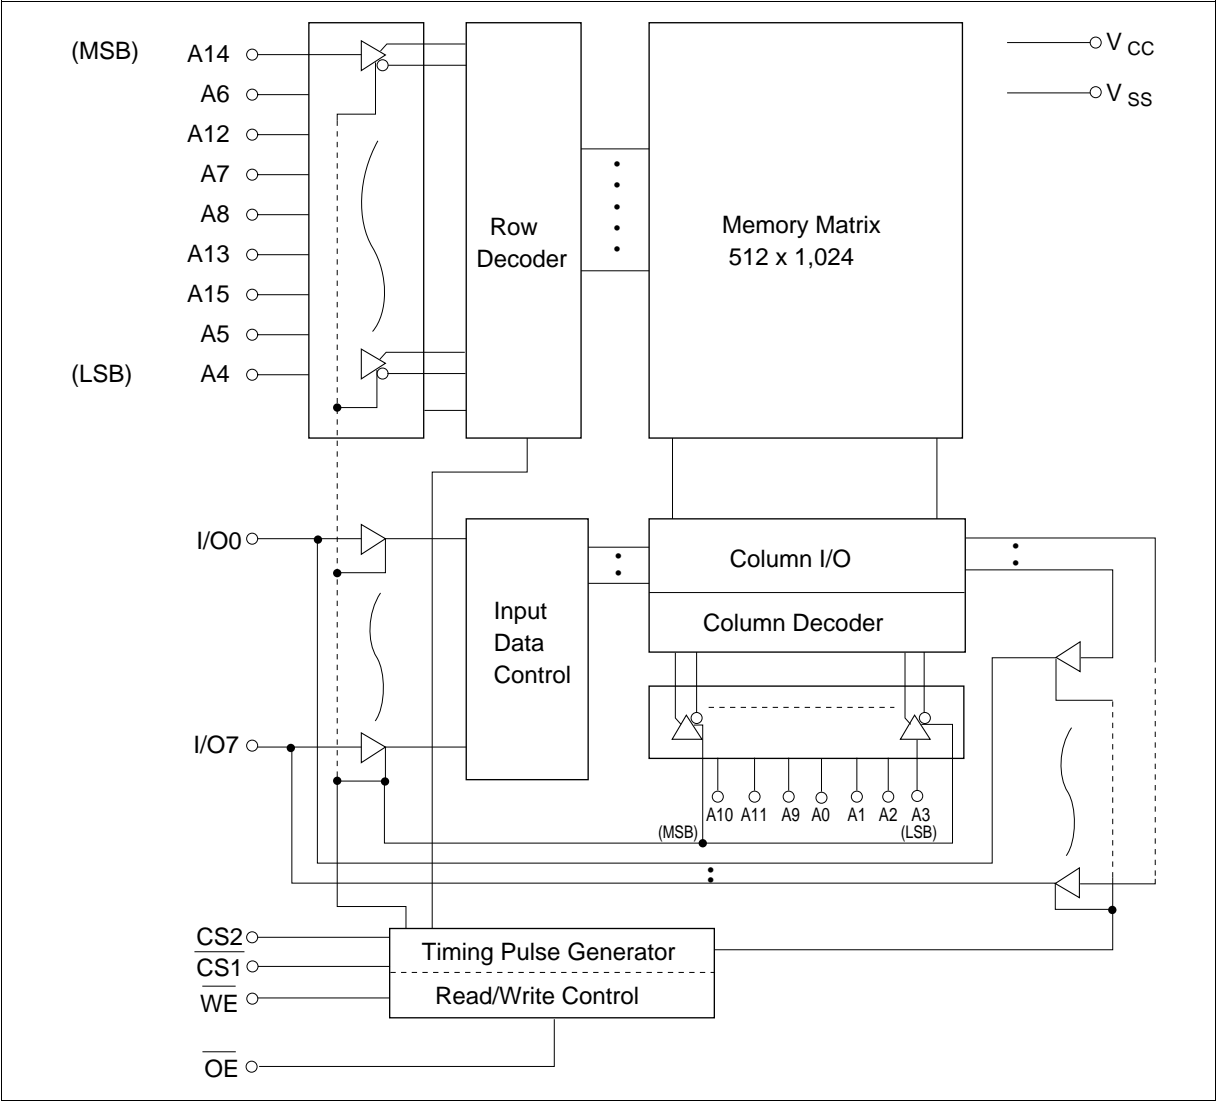 (MSB) A14
A6
A12
A7
A8
A13
A15
A5
(LSB) A4
Row
Decoder
Memory Matrix
512 x 1,024
V CC
V SS
I/O0
I/O7
Input
Data
Control
Column I/O
Column Decoder
A10 A11 A9 A0 A1 A2 A3
(MSB) (LSB)
CS2
CS1
WE
OE
Timing Pulse Generator
Read/Write Control